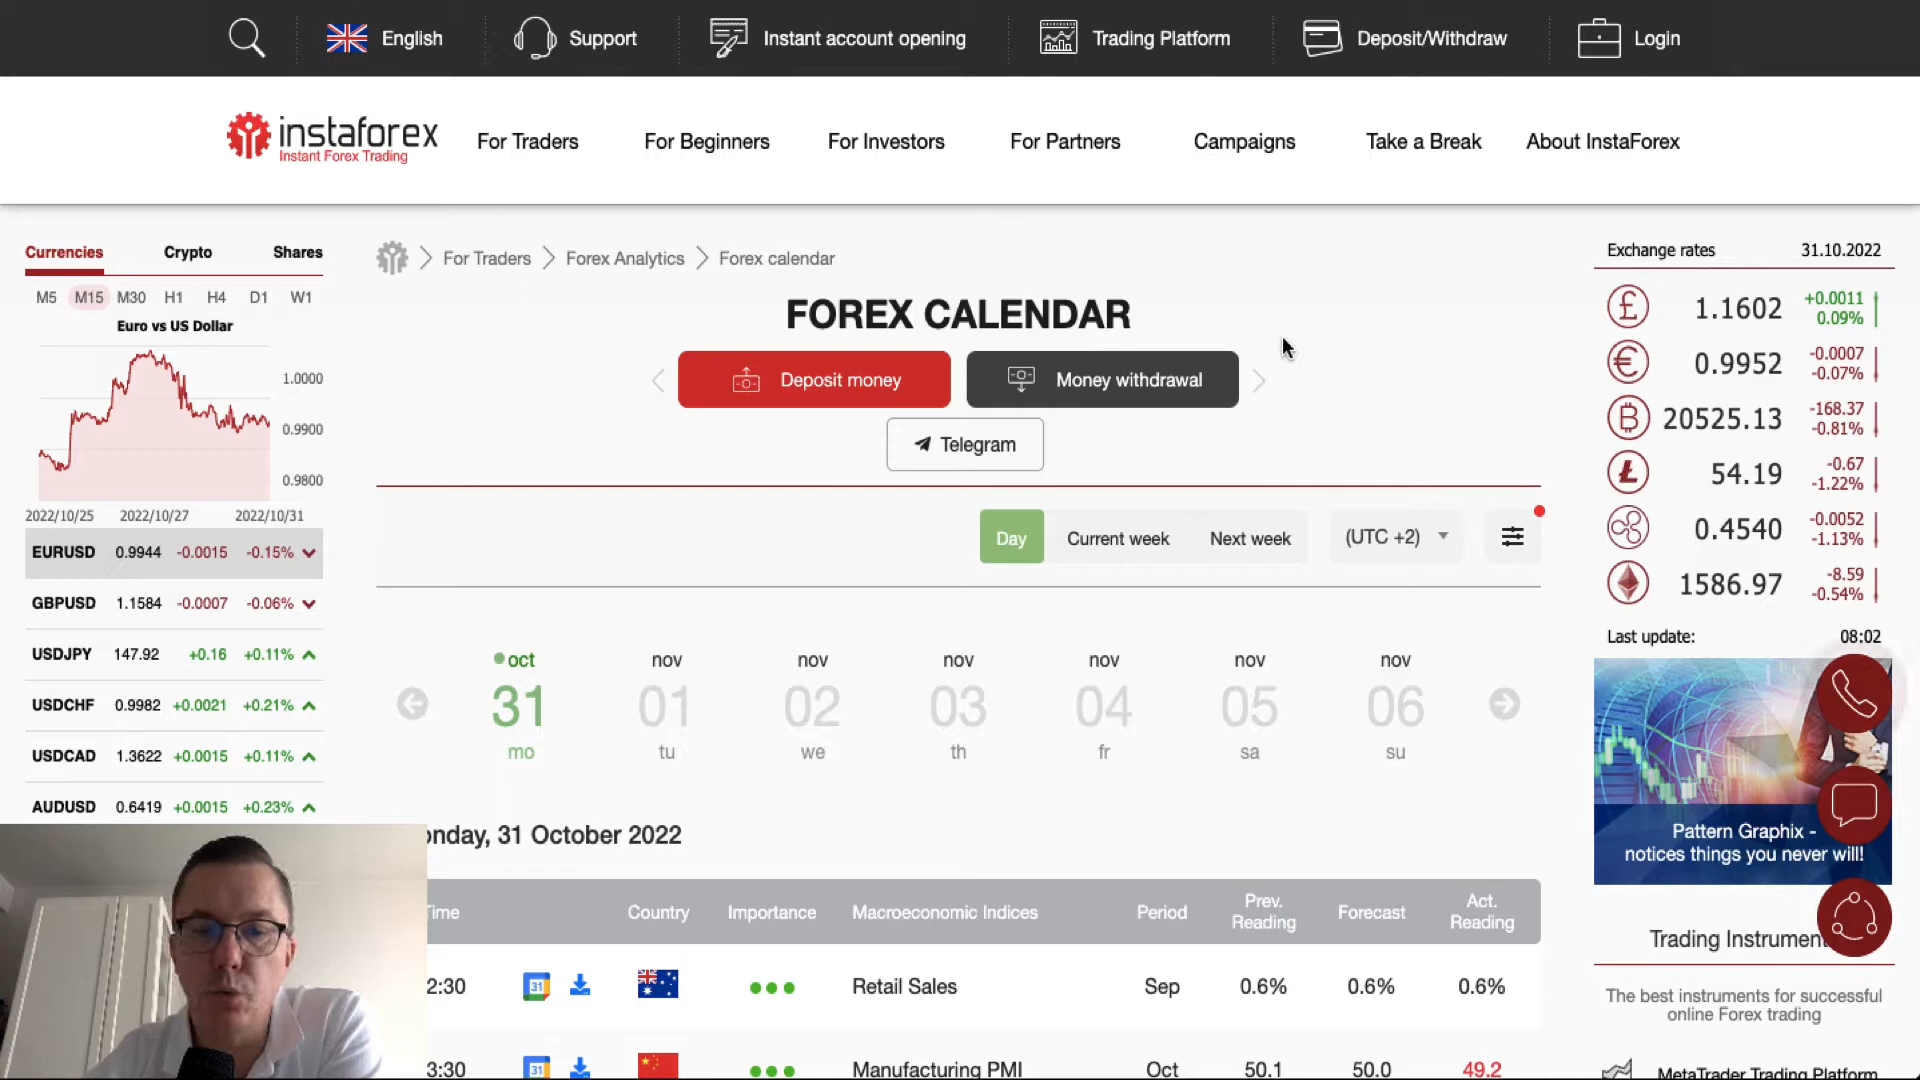 English
Support
Instant account opening
Trading Platform
Deposit/Withdraw
Login
instaforex
Instant Forex Trading
For Traders
For Beginners
For Investors
For Partners
Campaigns
Take a Break
About InstaForex
Currencies
Crypto
Shares
M5 M15 M30 H1 H4 D1 W1
Euro vs US Dollar
1.0000
0.9900
0.9800
2022/10/25 2022/10/27 2022/10/31
EURUSD 0.9944 -0.0015 -0.15%
GBPUSD 1.1584 -0.0007 -0.06%
USDJPY 147.92 +0.16 +0.11%
USDCHF 0.9982 +0.0021 +0.21%
USDCAD 1.3622 +0.0015 +0.11%
AUDUSD 0.6419 +0.0015 +0.23%
For Traders
Forex Analytics
Forex calendar
FOREX CALENDAR
Deposit money
Money withdrawal
Telegram
Day
Current week
Next week
(UTC +2)
oct nov nov nov nov nov nov
31 01 02 03 04 05 06
mo tu we th fr sa su
onday, 31 October 2022
Time Country Importance Macroeconomic Indices Period Prev. Reading Forecast Act. Reading
2:30 31 Retail Sales Sep 0.6% 0.6% 0.6%
3:30 31 Manufacturing PMI Oct 50.1 50.0 49.2
Exchange rates 31.10.2022
1.1602 +0.0011 0.09%
0.9952 -0.0007 -0.07%
20525.13 -168.37 -0.81%
54.19 -0.67 -1.22%
0.4540 -0.0052 -1.13%
1586.97 -8.59 -0.54%
Last update: 08:02
Pattern Graphix -
notices things you never will!
Trading Instrument
The best instruments for successful
online Forex trading
MetaTrader Trading Platform